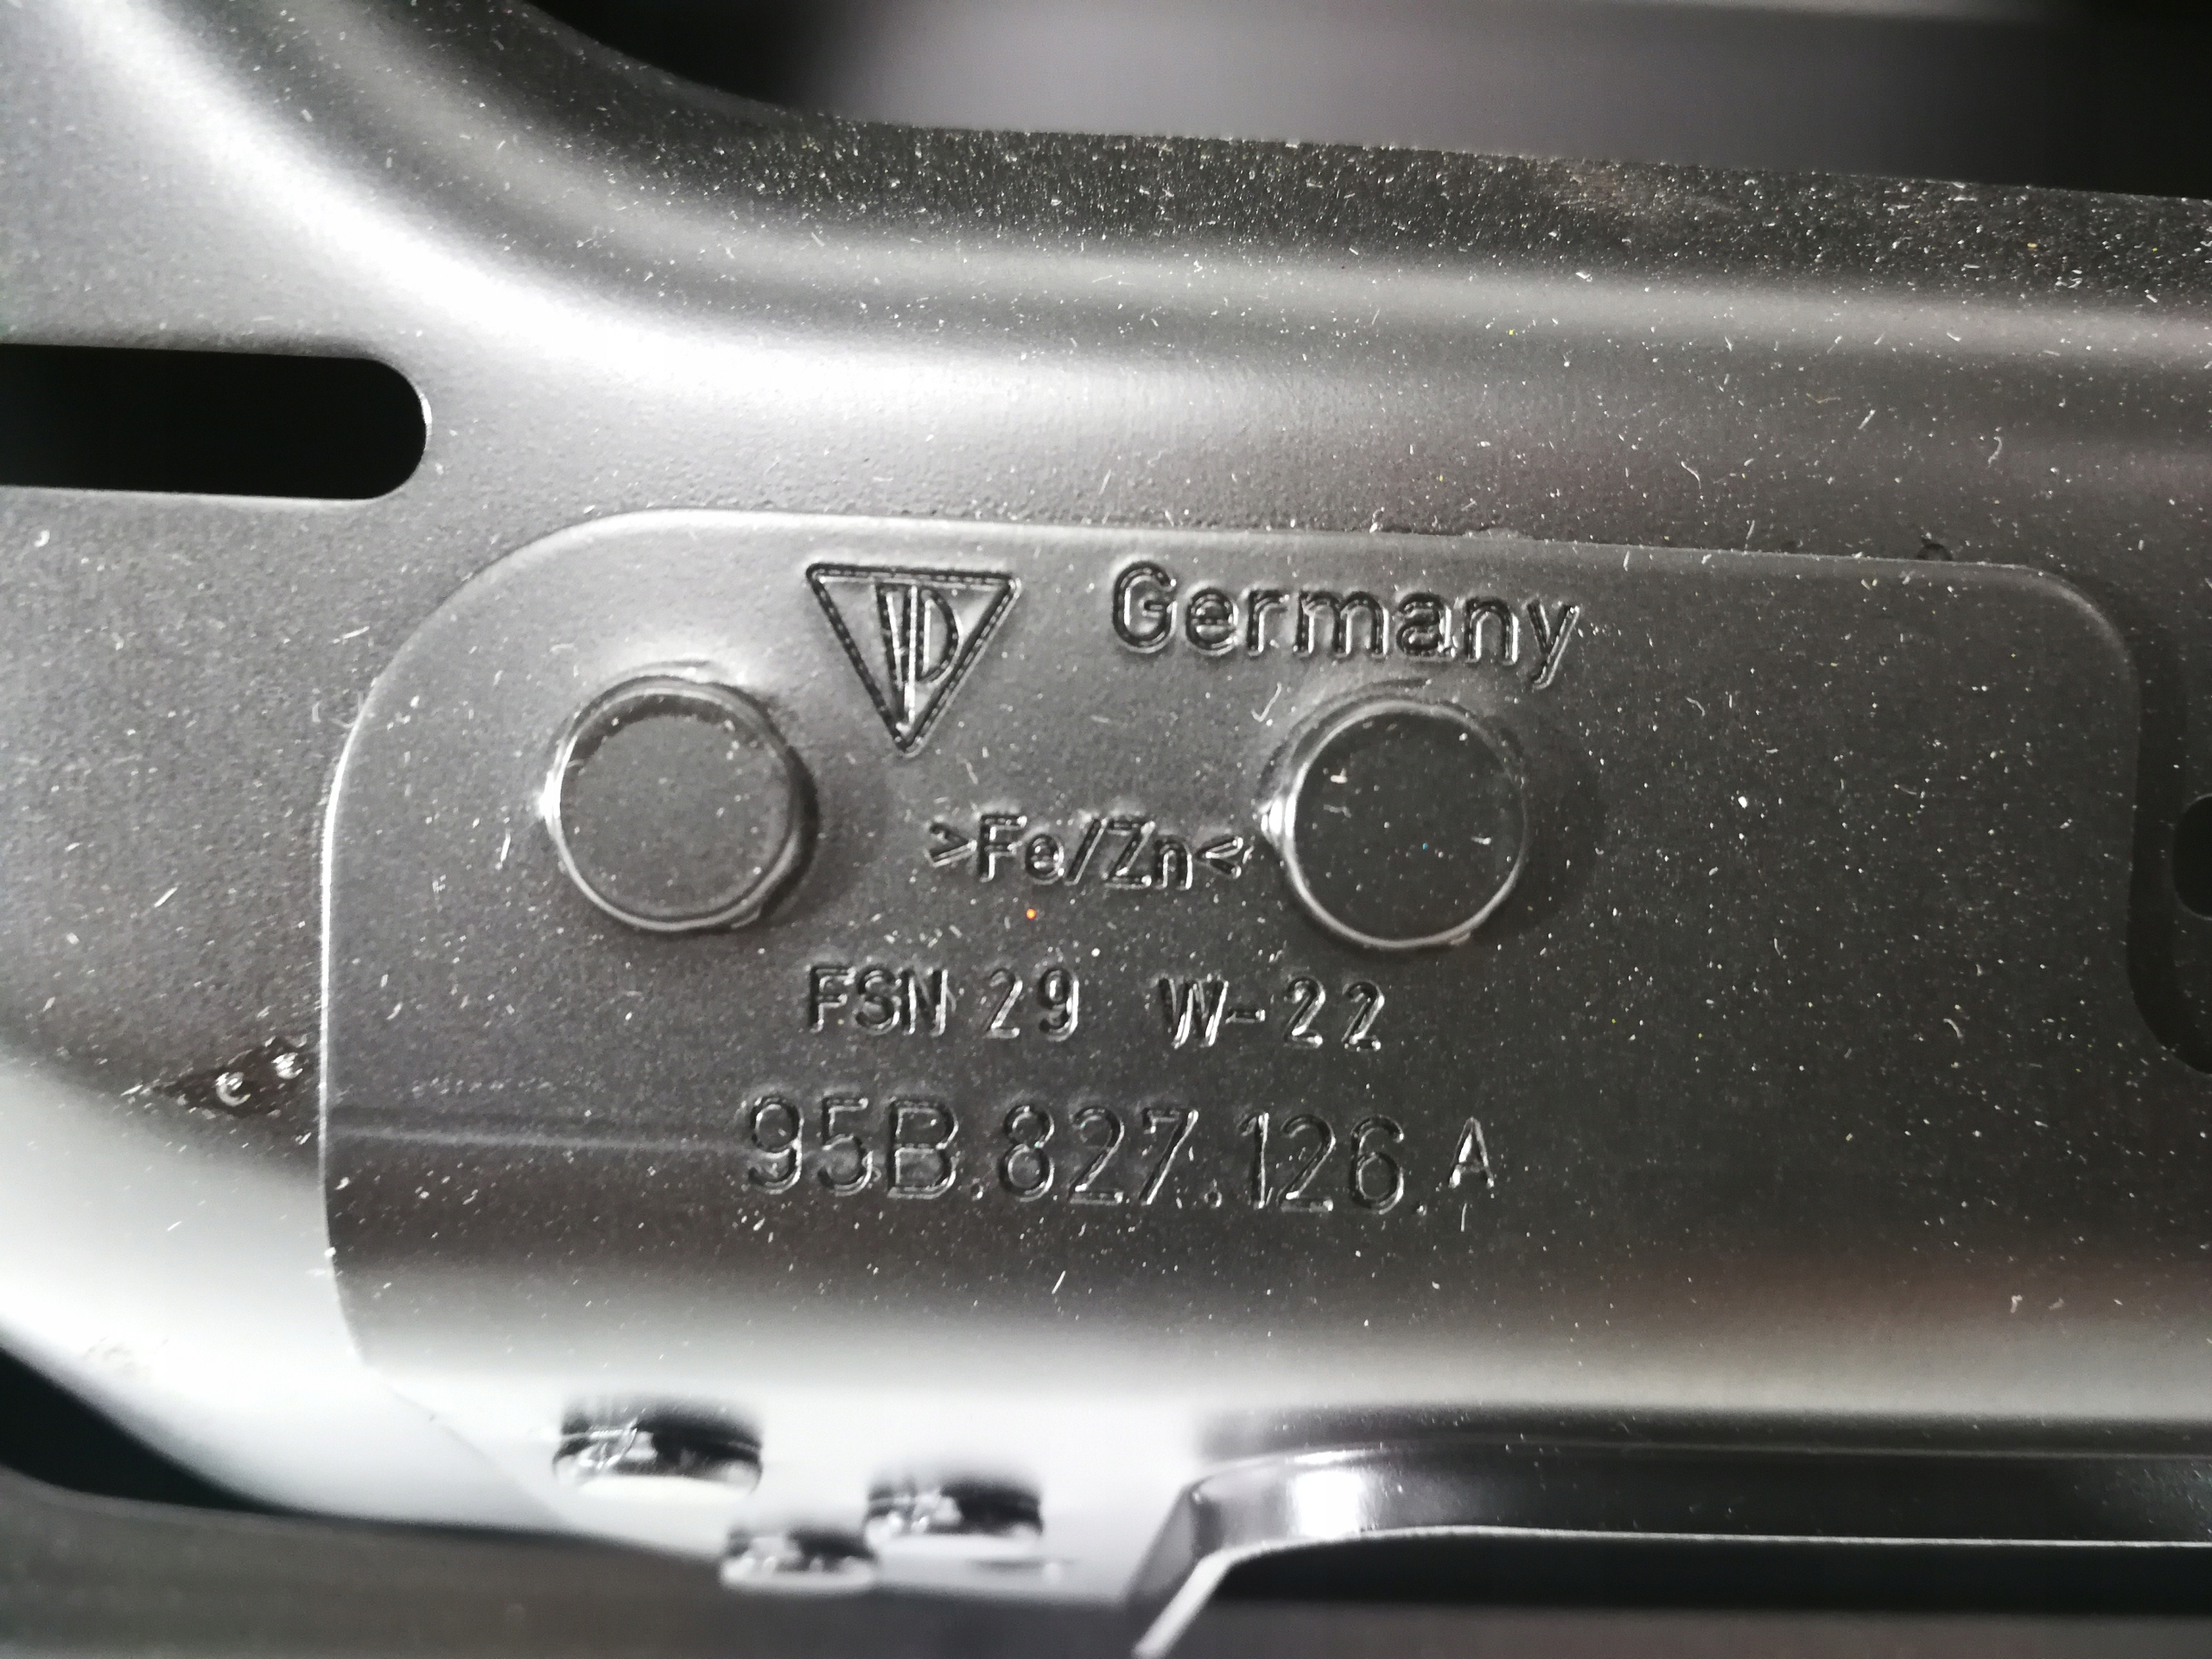 Germany
>Fe/Zn<
FSN 29 W-22
95B.827.126.A